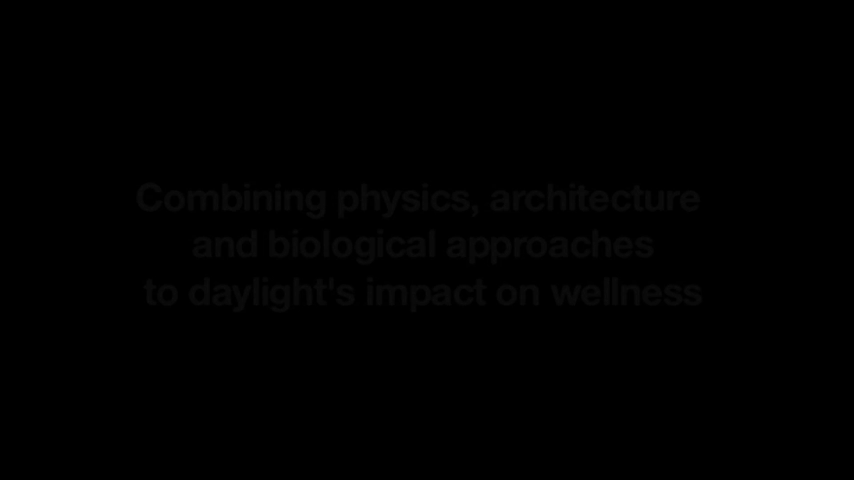 Combining physics, architecture
and biological approaches
to daylight's impact on wellness